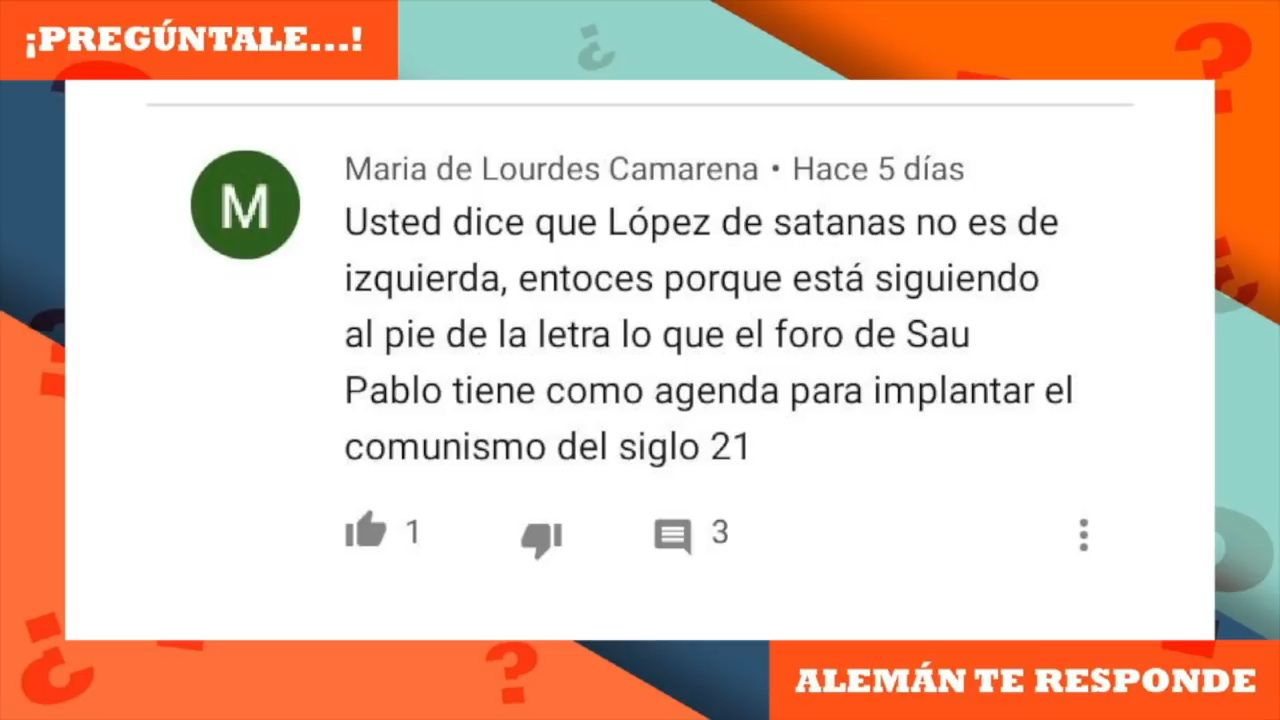 ¡PREGÚNTALE...!
M
Maria de Lourdes Camarena • Hace 5 días
Usted dice que López de satanas no es de
izquierda, entoces porque está siguiendo
al pie de la letra lo que el foro de Sau
Pablo tiene como agenda para implantar el
comunismo del siglo 21
1
3
ALEMÁN TE RESPONDE